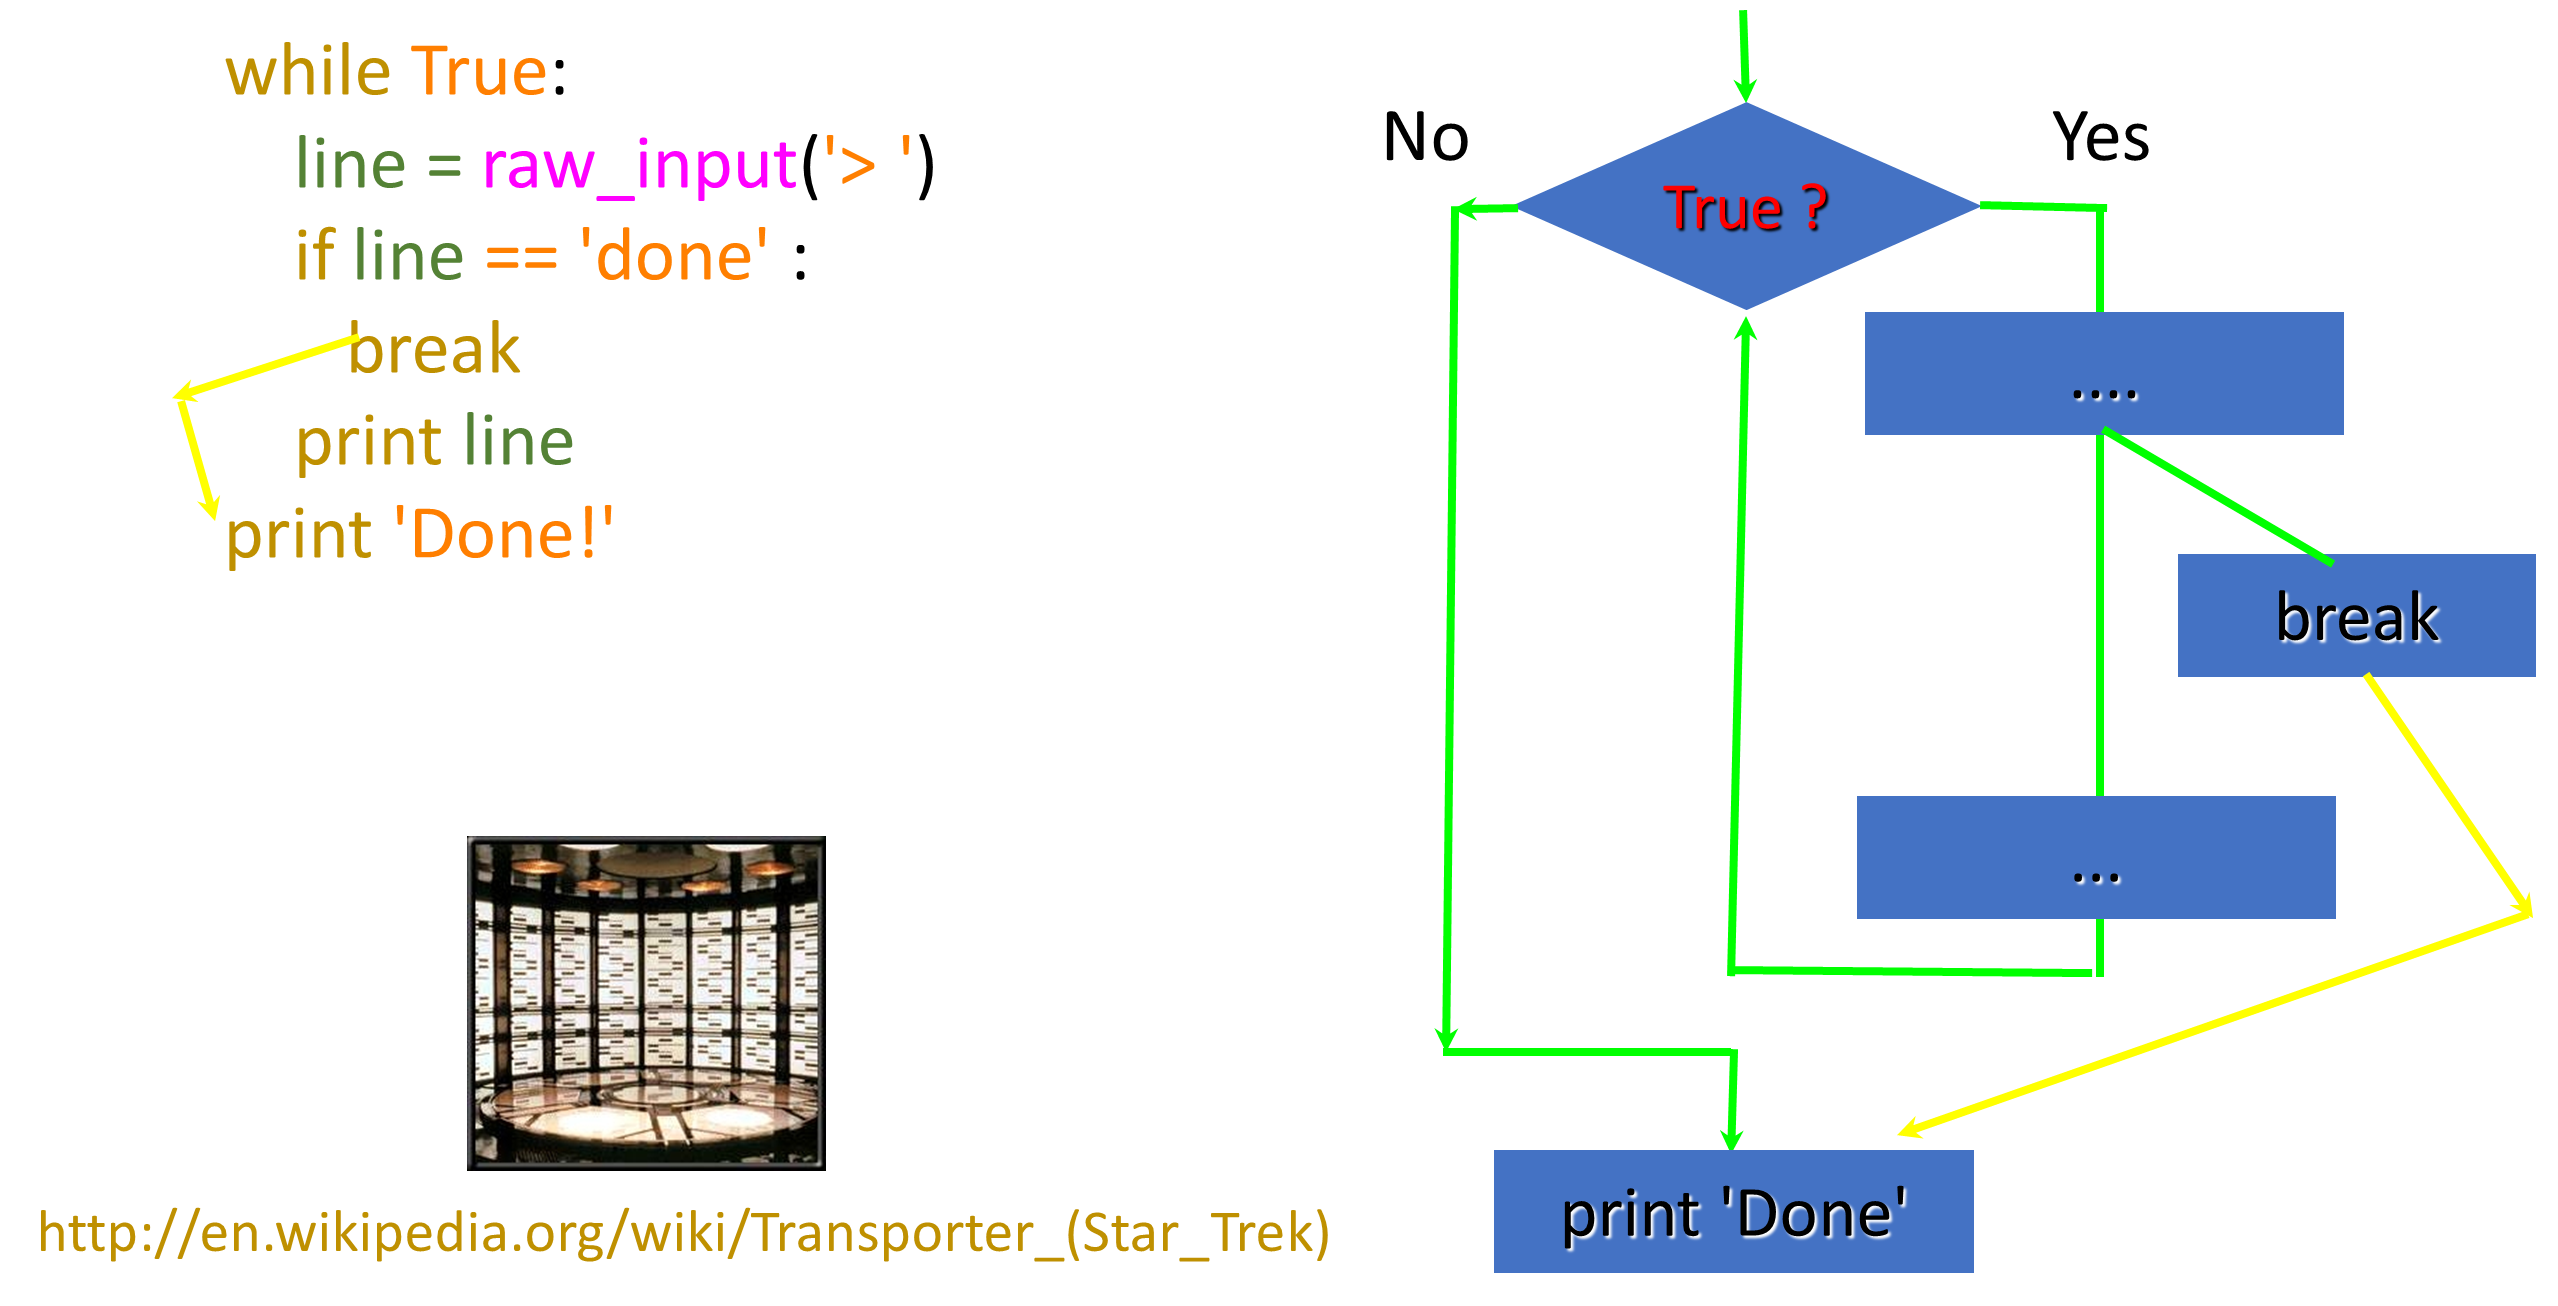 while True:
line = raw_input('> ')
if line == 'done' :
break
print line
print 'Done!'
http://en.wikipedia.org/wiki/Transporter_(Star_Trek)
No
Yes
True ?
....
break
...
print 'Done'